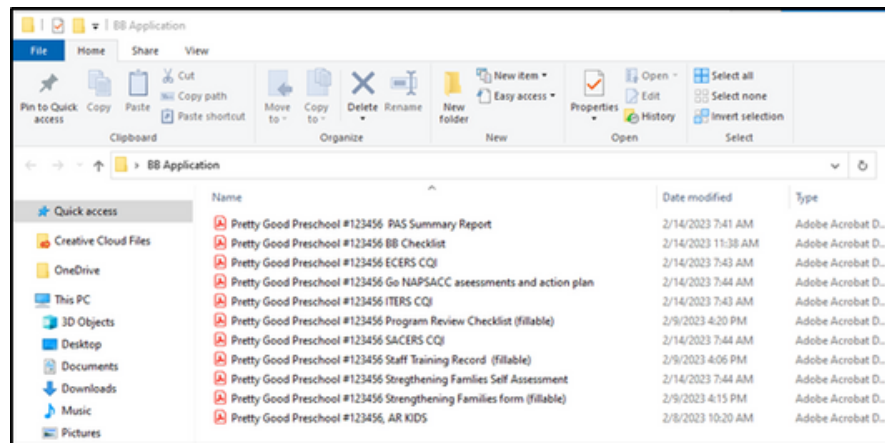 BB Application
File Home Share View
Pin to Quick access
Copy
Paste
Cut
Copy path
Paste shortcut
Clipboard
Move to
Copy to
Delete
Rename
Organize
New folder
New item
Easy access
New
Properties
Open
Edit
History
Open
Select all
Select none
Invert selection
Select
BB Application
Name Date modified Type
Quick access
Creative Cloud Files
OneDrive
This PC
3D Objects
Desktop
Documents
Downloads
Music
Pictures
Pretty Good Preschool #123456 PAS Summary Report 2/14/2023 7:41 AM Adobe Acrobat D...
Pretty Good Preschool #123456 BB Checklist 2/14/2023 11:38 AM Adobe Acrobat D...
Pretty Good Preschool #123456 ECERS CQI 2/14/2023 7:43 AM Adobe Acrobat D...
Pretty Good Preschool #123456 Go NAPSACC aseessments and action plan 2/14/2023 7:44 AM Adobe Acrobat D...
Pretty Good Preschool #123456 ITERS CQI 2/14/2023 7:43 AM Adobe Acrobat D...
Pretty Good Preschool #123456 Program Review Checklist (fillable) 2/9/2023 4:20 PM Adobe Acrobat D...
Pretty Good Preschool #123456 SACERS CQI 2/14/2023 7:44 AM Adobe Acrobat D...
Pretty Good Preschool #123456 Staff Training Record (fillable) 2/9/2023 4:06 PM Adobe Acrobat D...
Pretty Good Preschool #123456 Stregthening Familes Self Assessment 2/14/2023 7:44 AM Adobe Acrobat D...
Pretty Good Preschool #123456 Strengthening Families form (fillable) 2/9/2023 4:15 PM Adobe Acrobat D...
Pretty Good Preschool #123456, AR KIDS 2/8/2023 10:20 AM Adobe Acrobat D...